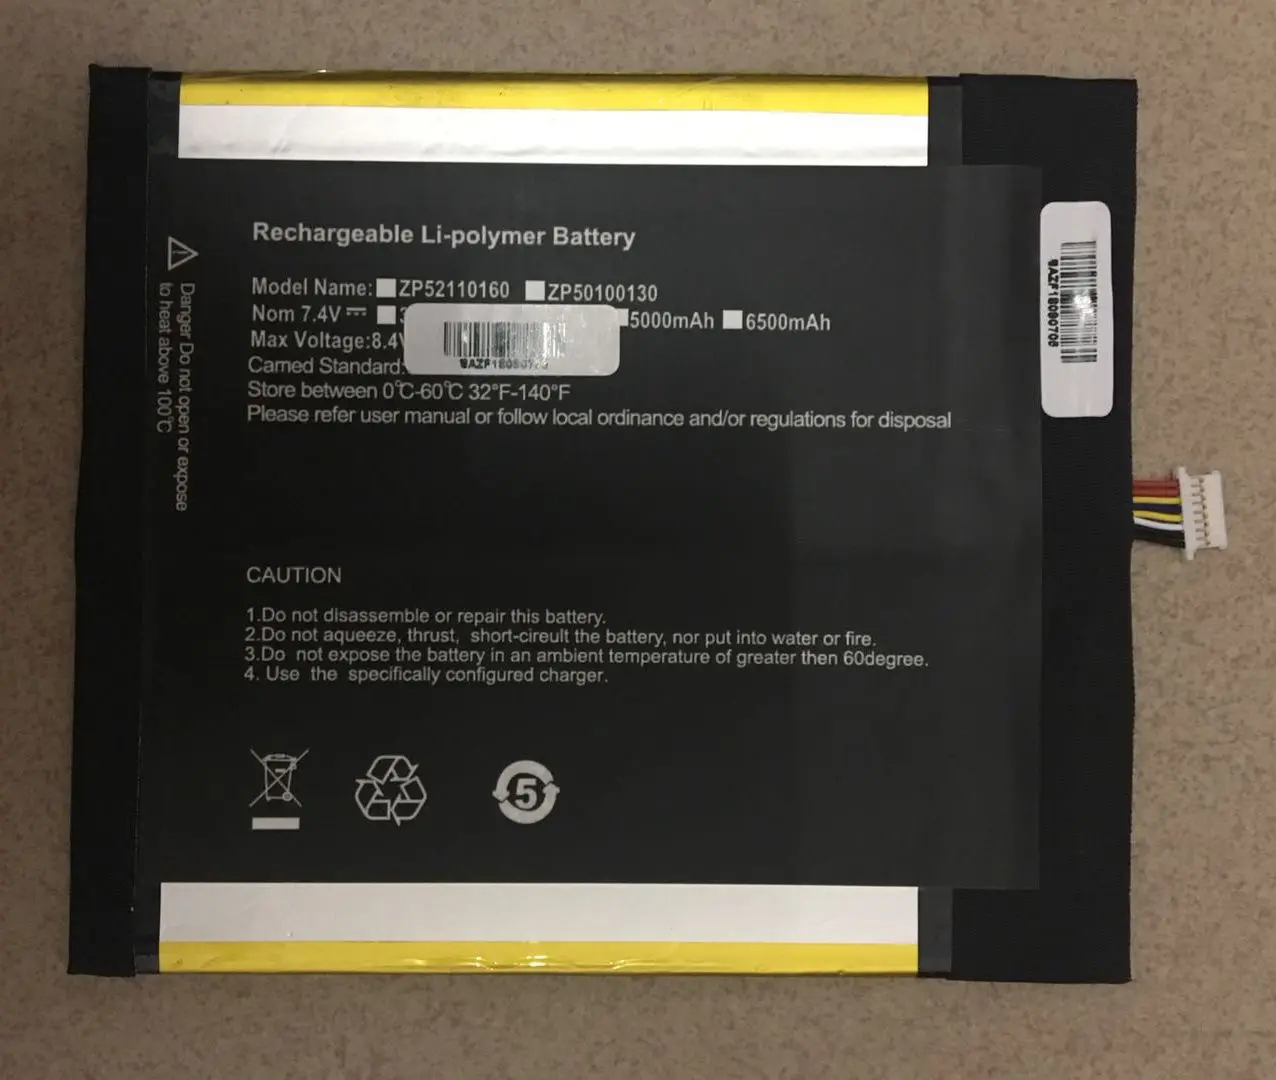 Rechargeable Li-polymer Battery
Model Name: ZP52110160 ZP50100130
Nom 7.4V 5000mAh 6500mAh
Max Voltage:8.4V
Carned Standard:
Store between 0℃-60℃ 32°F-140°F
Please refer user manual or follow local ordinance and/or regulations for disposal
Danger Do not open or expose
to heat above 100℃
CAUTION
1.Do not disassemble or repair this battery.
2.Do not aqueeze, thrust, short-cireult the battery, nor put into water or fire.
3.Do not expose the battery in an ambient temperature of greater then 60degree.
4. Use the specifically configured charger.
5